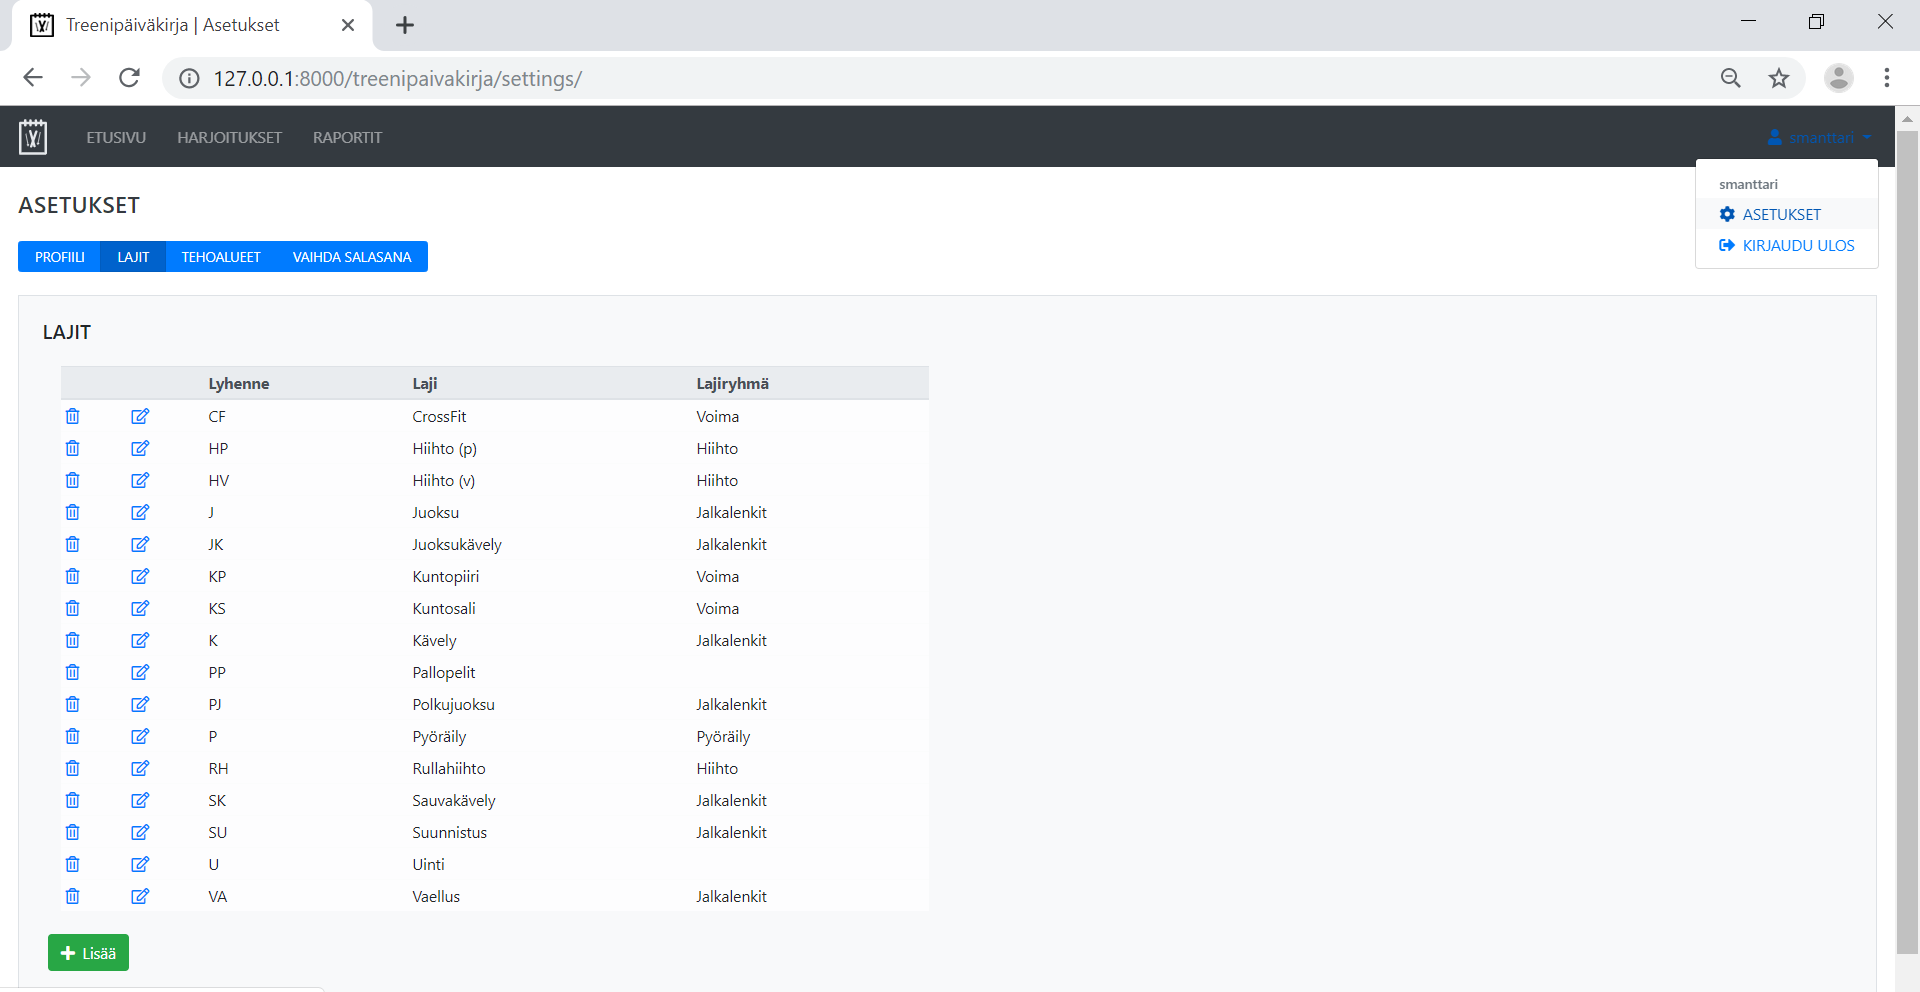 Treenipäiväkirja | Asetukset
127.0.0.1:8000/treenipaivakirja/settings/
ETUSIVU HARJOITUKSET RAPORTIT smanttari
smanttari
ASETUKSET
KIRJAUDU ULOS
ASETUKSET
PROFIILI LAJIT TEHOALUEET VAIHDA SALASANA
LAJIT
Lyhenne Laji Lajiryhmä
CF CrossFit Voima
HP Hiihto (p) Hiihto
HV Hiihto (v) Hiihto
J Juoksu Jalkalenkit
JK Juoksukävely Jalkalenkit
KP Kuntopiiri Voima
KS Kuntosali Voima
K Kävely Jalkalenkit
PP Pallopelit
PJ Polkujuoksu Jalkalenkit
P Pyöräily Pyöräily
RH Rullahiihto Hiihto
SK Sauvakävely Jalkalenkit
SU Suunnistus Jalkalenkit
U Uinti
VA Vaellus Jalkalenkit
Lisää